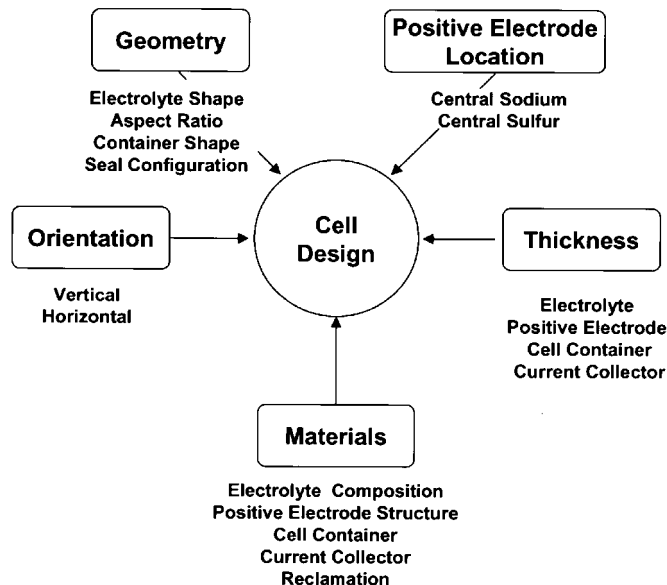 Geometry
Electrolyte Shape
Aspect Ratio
Container Shape
Seal Configuration
Positive Electrode
Location
Central Sodium
Central Sulfur
Orientation
Vertical
Horizontal
Cell
Design
Thickness
Electrolyte
Positive Electrode
Cell Container
Current Collector
Materials
Electrolyte Composition
Positive Electrode Structure
Cell Container
Current Collector
Reclamation